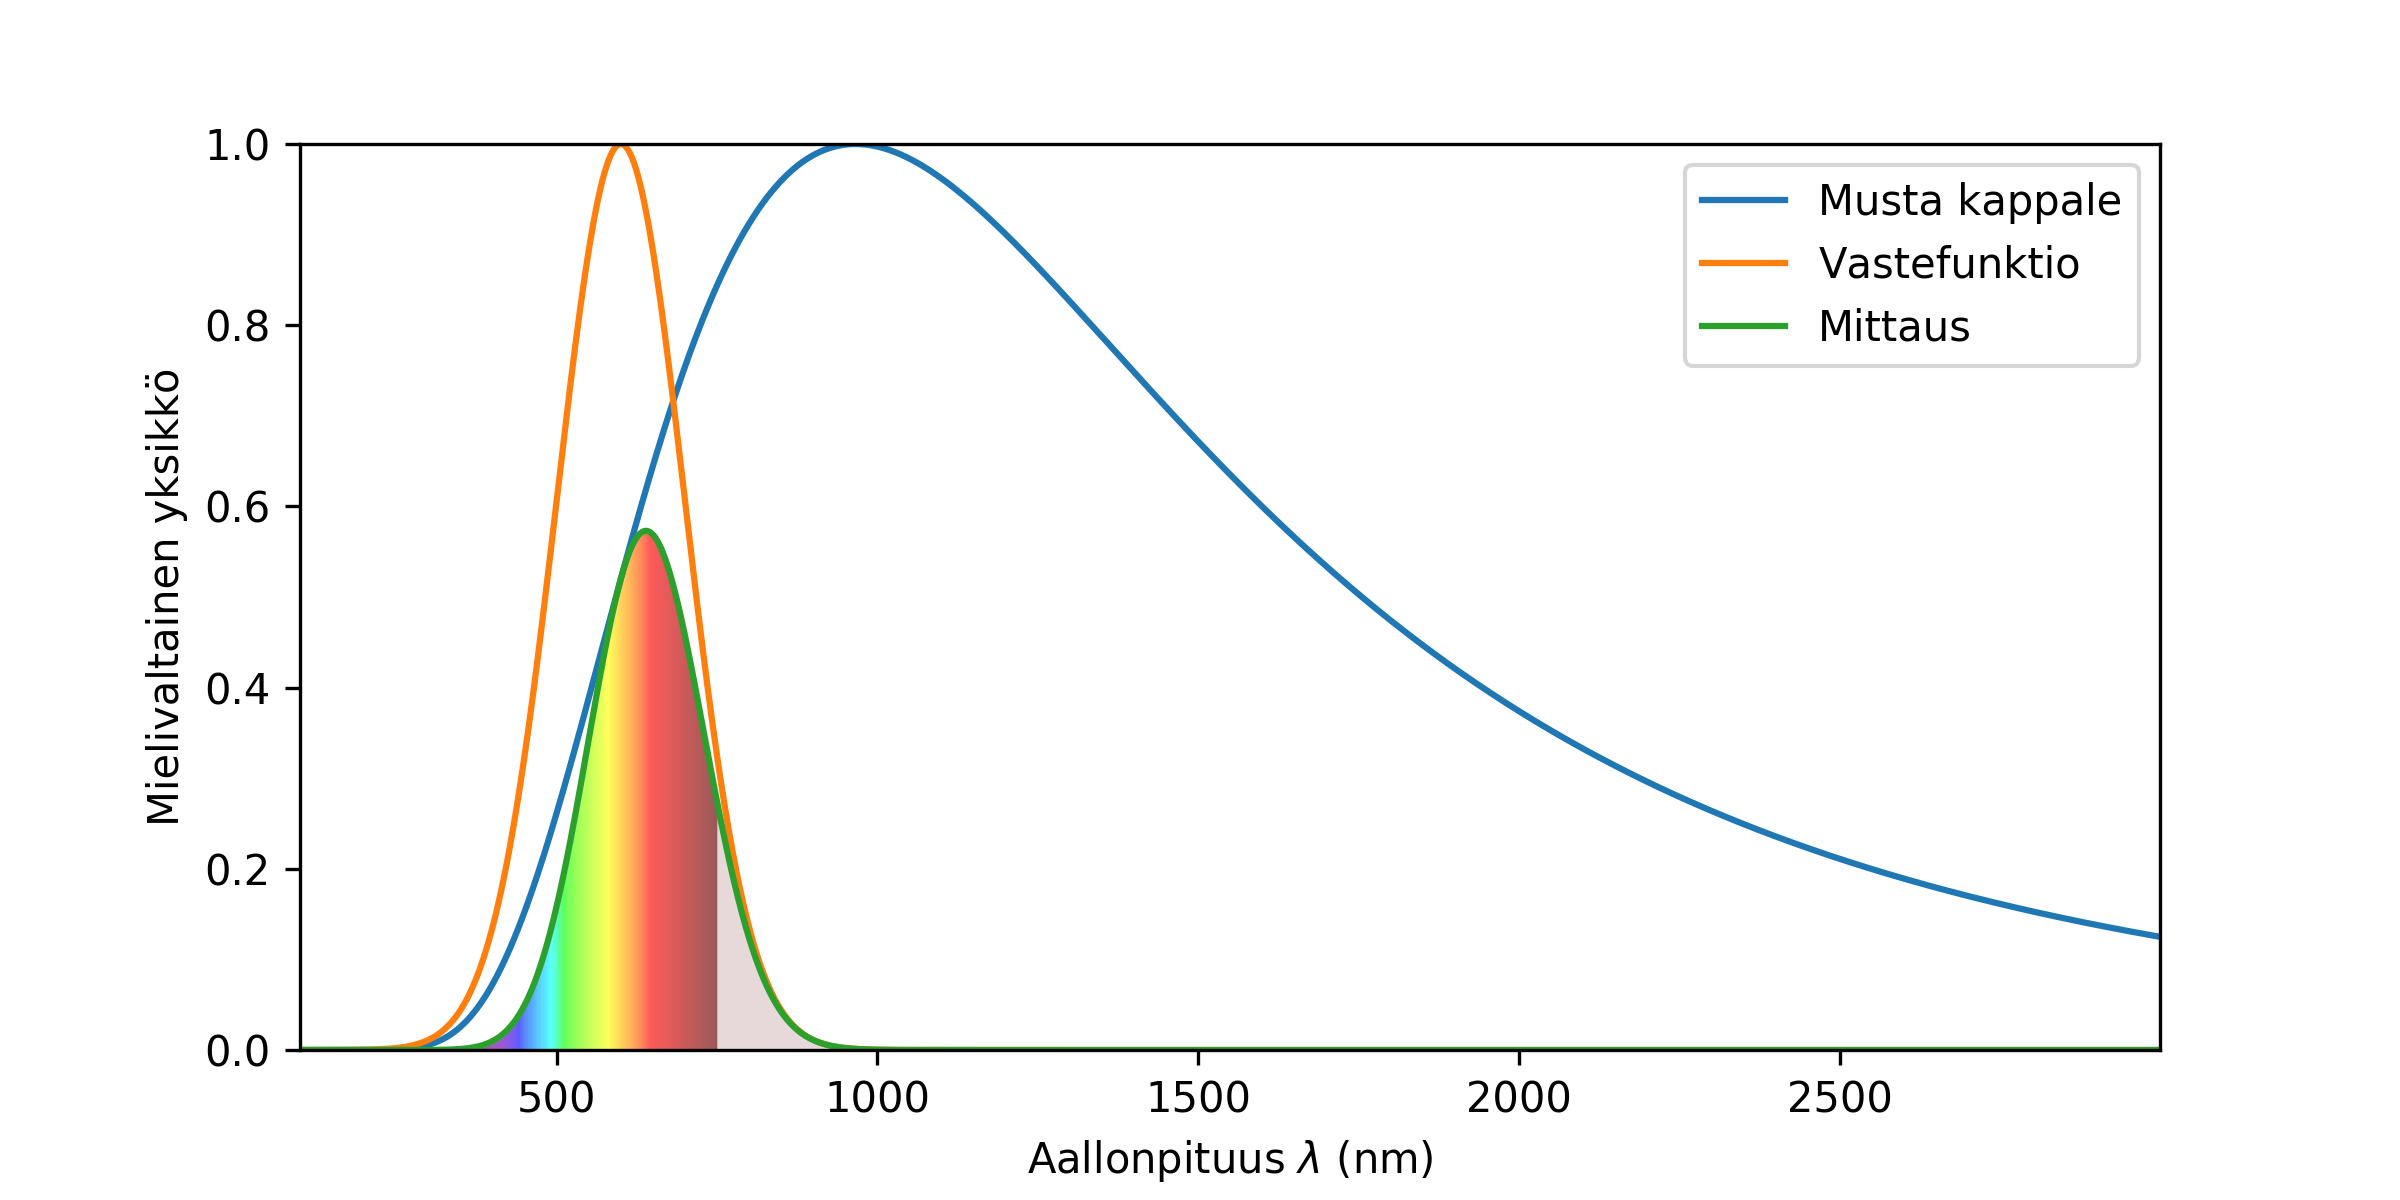 Musta kappale
Vastefunktio
Mittaus
Mielivaltainen yksikkö
1.0
0.8
0.6
0.4
0.2
0.0
500 1000 1500 2000 2500
Aallonpituus λ (nm)